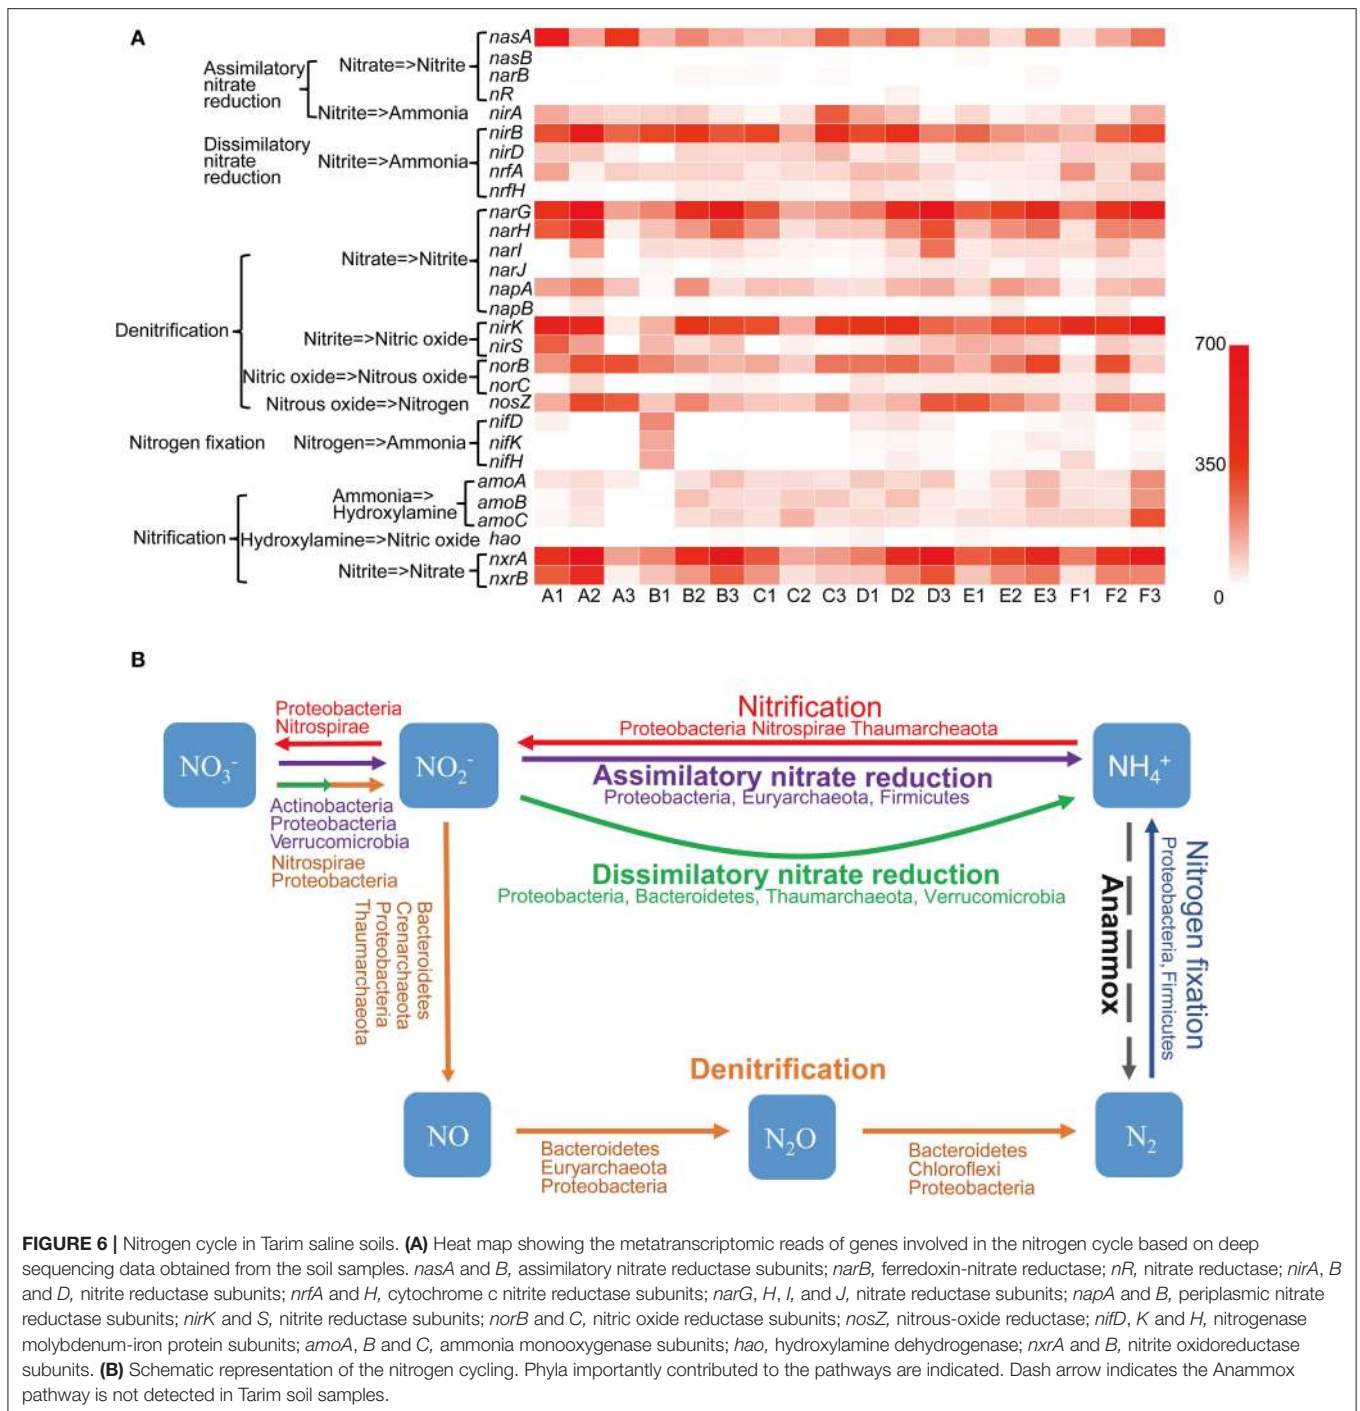 A
Assimilatory
nitrate
reduction
Nitrate=>Nitrite
nasA
nasB
narB
nR
Nitrite=>Ammonia
nirA
Dissimilatory
nitrate
reduction
Nitrite=>Ammonia
nirB
nirD
nrfA
nrfH
Denitrification
Nitrate=>Nitrite
narG
narH
narI
narJ
napA
napB
Nitrite=>Nitric oxide
nirK
nirS
Nitric oxide=>Nitrous oxide
norB
norC
Nitrous oxide=>Nitrogen
nosZ
Nitrogen fixation
Nitrogen=>Ammonia
nifD
nifK
nifH
Nitrification
Ammonia=>
Hydroxylamine
amoA
amoB
amoC
Hydroxylamine=>Nitric oxide
hao
Nitrite=>Nitrate
nxrA
nxrB
A1 A2 A3 B1 B2 B3 C1 C2 C3 D1 D2 D3 E1 E2 E3 F1 F2 F3
700
350
0
B
Proteobacteria
Nitrospirae
NO₃⁻
NO₂⁻
Actinobacteria
Proteobacteria
Verrucomicrobia
Nitrospirae
Proteobacteria
Nitrification
Proteobacteria Nitrospirae Thaumarcheaota
Assimilatory nitrate reduction
Proteobacteria, Euryarchaeota, Firmicutes
Dissimilatory nitrate reduction
Proteobacteria, Bacteroidetes, Thaumarchaeota, Verrucomicrobia
NH₄⁺
Bacteroidetes
Crenarchaeota
Proteobacteria
Thaumarchaeota
Anammox
Nitrogen fixation
Proteobacteria, Firmicutes
Denitrification
NO
Bacteroidetes
Euryarchaeota
Proteobacteria
N₂O
Bacteroidetes
Chloroflexi
Proteobacteria
N₂
FIGURE 6 | Nitrogen cycle in Tarim saline soils. (A) Heat map showing the metatranscriptomic reads of genes involved in the nitrogen cycle based on deep
sequencing data obtained from the soil samples. nasA and B, assimilatory nitrate reductase subunits; narB, ferredoxin-nitrate reductase; nR, nitrate reductase; nirA, B
and D, nitrite reductase subunits; nrfA and H, cytochrome c nitrite reductase subunits; narG, H, I, and J, nitrate reductase subunits; napA and B, periplasmic nitrate
reductase subunits; nirK and S, nitrite reductase subunits; norB and C, nitric oxide reductase subunits; nosZ, nitrous-oxide reductase; nifD, K and H, nitrogenase
molybdenum-iron protein subunits; amoA, B and C, ammonia monooxygenase subunits; hao, hydroxylamine dehydrogenase; nxrA and B, nitrite oxidoreductase
subunits. (B) Schematic representation of the nitrogen cycling. Phyla importantly contributed to the pathways are indicated. Dash arrow indicates the Anammox
pathway is not detected in Tarim soil samples.